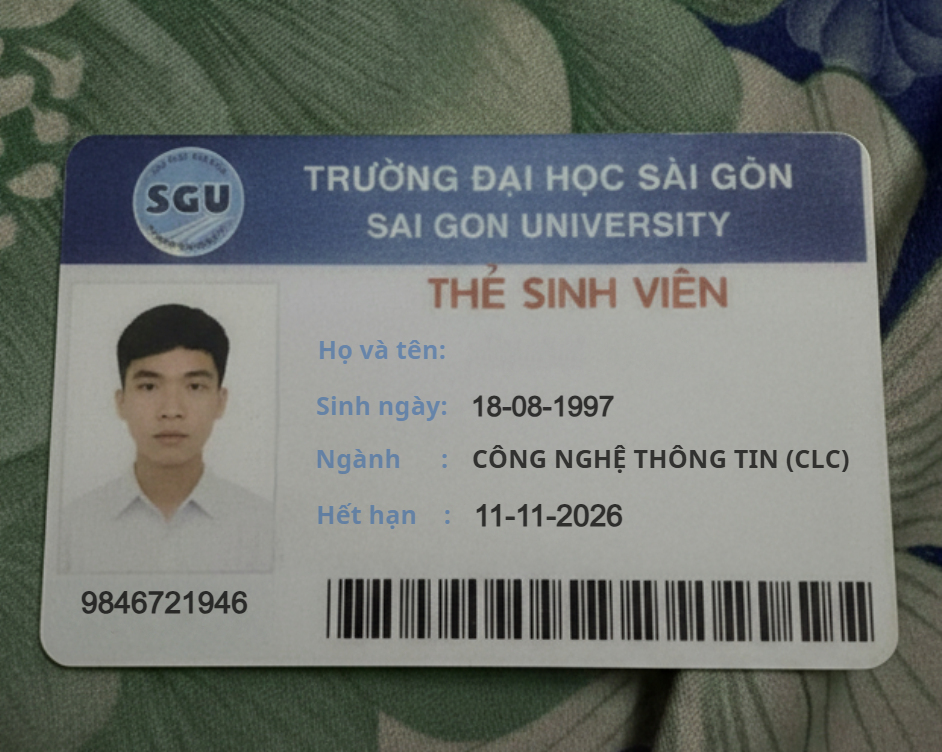 SGU
TRƯỜNG ĐẠI HỌC SÀI GÒN
SAI GON UNIVERSITY
THẺ SINH VIÊN
Họ và tên:
Sinh ngày: 18-08-1997
Ngành : CÔNG NGHỆ THÔNG TIN (CLC)
Hết hạn : 11-11-2026
9846721946